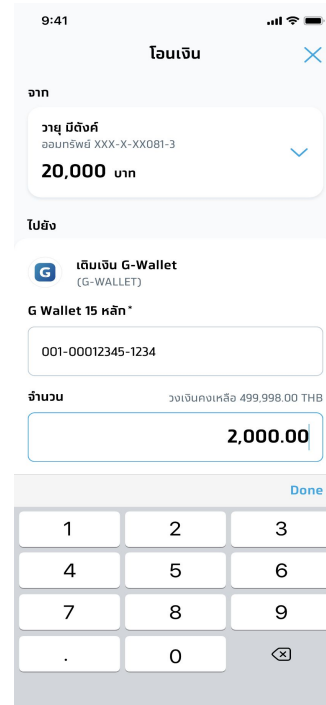 9:41
โอนเงิน
จาก
วายุ มีดังค์
ออมทรัพย์ XXX-X-XX081-3
20,000 บาท
ไปยัง
G
เติมเงิน G-Wallet
(G-WALLET)
G Wallet 15 หลัก*
001-00012345-1234
จำนวน วงเงินคงเหลือ 499,998.00 THB
2,000.00
Done
1 2 3
4 5 6
7 8 9
. 0